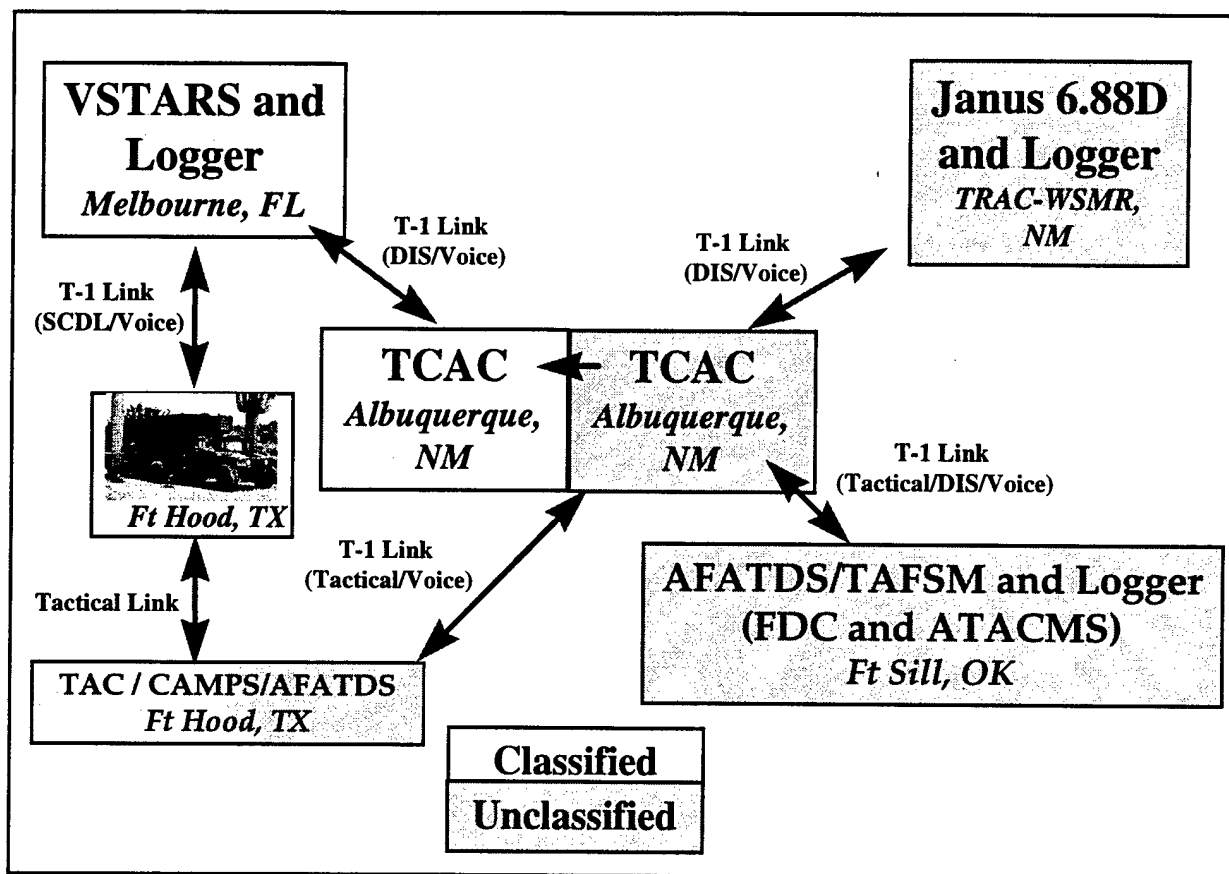 VSTARS and
Logger
Melbourne, FL
Janus 6.88D
and Logger
TRAC-WSMR,
NM
T-1 Link
(DIS/Voice)
T-1 Link
(DIS/Voice)
T-1 Link
(SCDL/Voice)
TCAC
Albuquerque,
NM
TCAC
Albuquerque,
NM
Ft Hood, TX
T-1 Link
(Tactical/DIS/Voice)
T-1 Link
(Tactical/Voice)
Tactical Link
AFATDS/TAFSM and Logger
(FDC and ATACMS)
Ft Sill, OK
TAC / CAMPS/AFATDS
Ft Hood, TX
Classified
Unclassified